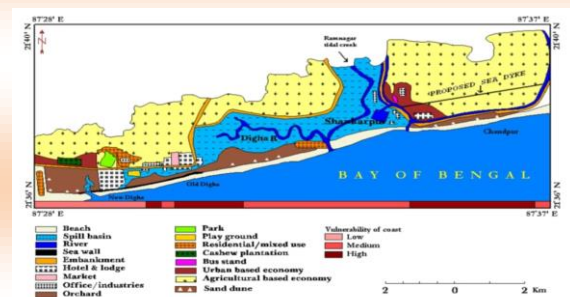 87°28' E
87°37' E
21°40' N
21°40' N
N
Ramnagar
tidal creek
PROPOSED SEA DYKE
Shankarpur
Chandpur
Digha R
BAY OF BENGAL
Old Digha
New Digha
21°36' N
21°36' N
87°28' E
87°37' E
Beach
Spill basin
River
Sea wall
Embankment
Hotel & lodge
Market
Office/industries
Orchard
Park
Play ground
Residential/mixed use
Cashew plantation
Bus stand
Urban based economy
Agricultural based economy
Sand dune
Vulnerability of coast
Low
Medium
High
2 0 2 Km